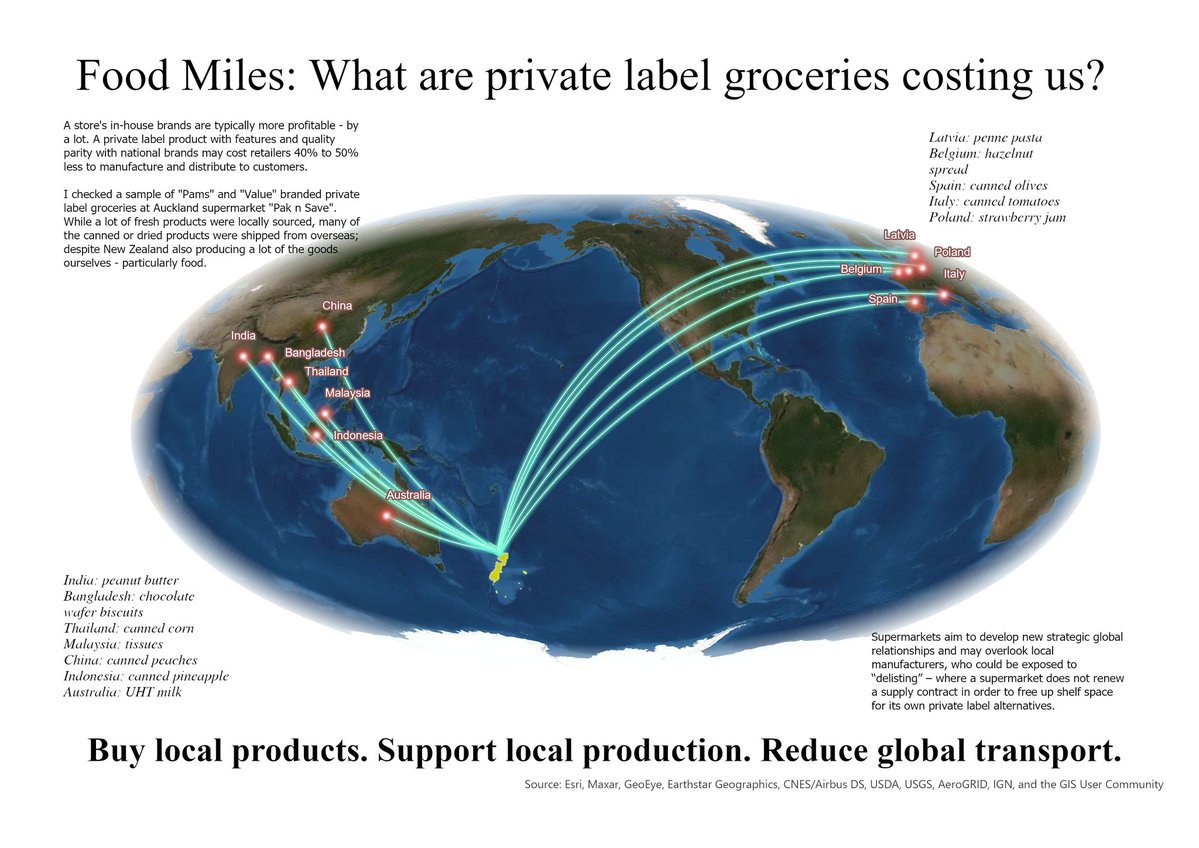 Food Miles: What are private label groceries costing us?
A store's in-house brands are typically more profitable - by
a lot. A private label product with features and quality
parity with national brands may cost retailers 40% to 50%
less to manufacture and distribute to customers.
I checked a sample of "Pams" and "Value" branded private
label groceries at Auckland supermarket "Pak n Save".
While a lot of fresh products were locally sourced, many of
the canned or dried products were shipped from overseas;
despite New Zealand also producing a lot of the goods
ourselves - particularly food.
Latvia: penne pasta
Belgium: hazelnut
spread
Spain: canned olives
Italy: canned tomatoes
Poland: strawberry jam
Latvia
Poland
Belgium
Italy
Spain
China
India
Bangladesh
Thailand
Malaysia
Indonesia
Australia
India: peanut butter
Bangladesh: chocolate
wafer biscuits
Thailand: canned corn
Malaysia: tissues
China: canned peaches
Indonesia: canned pineapple
Australia: UHT milk
Supermarkets aim to develop new strategic global
relationships and may overlook local
manufacturers, who could be exposed to
“delisting” – where a supermarket does not renew
a supply contract in order to free up shelf space
for its own private label alternatives.
Buy local products. Support local production. Reduce global transport.
Source: Esri, Maxar, GeoEye, Earthstar Geographics, CNES/Airbus DS, USDA, USGS, AeroGRID, IGN, and the GIS User Community